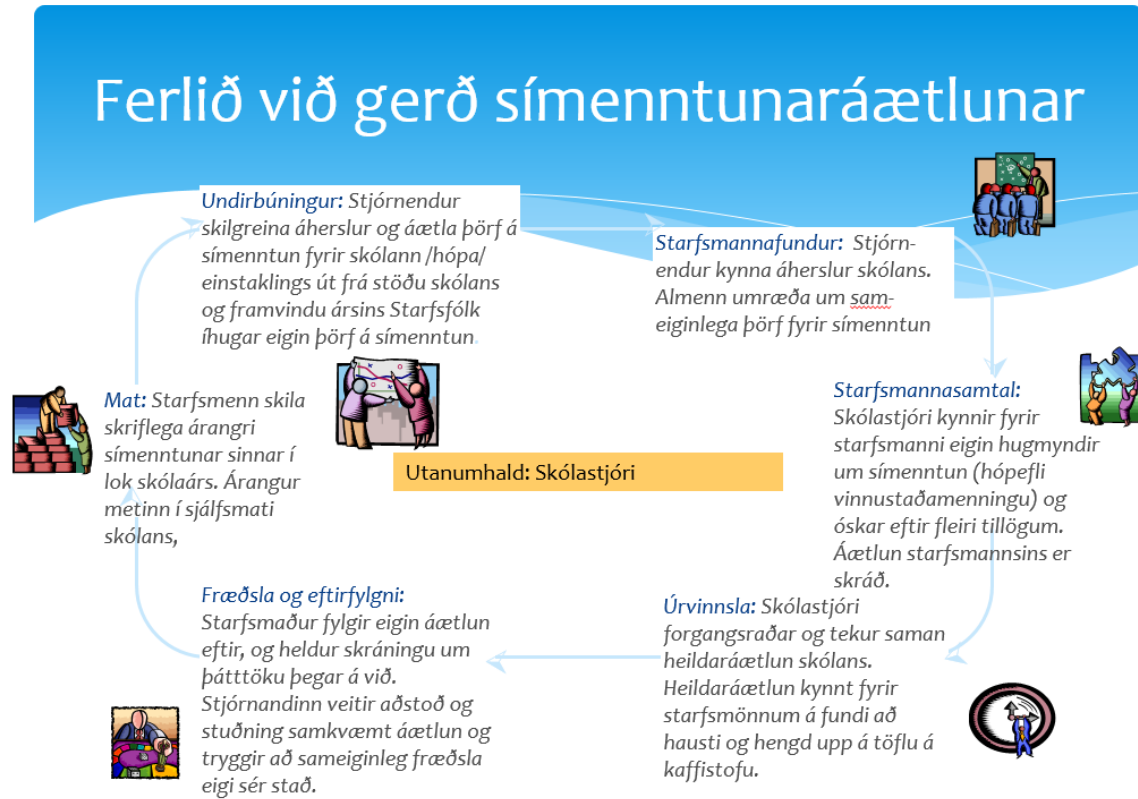 Ferlið við gerð símenntunaráætlunar
Undirbúningur: Stjórnendur
skilgreina áherslur og áætla þörf á
símenntun fyrir skólann /hópa/
einstaklings út frá stöðu skólans
og framvindu ársins Starfsfólk
íhugar eigin þörf á símenntun.
Starfsmannafundur: Stjórn-
endur kynna áherslur skólans.
Almenn umræða um sam-
eiginlega þörf fyrir símenntun
Starfsmannasamtal:
Skólastjóri kynnir fyrir
starfsmanni eigin hugmyndir
um símenntun (hópefli
vinnustaðamenningu) og
óskar eftir fleiri tillögum.
Áætlun starfsmannsins er
skráð.
Úrvinnsla: Skólastjóri
forgangsraðar og tekur saman
heildaráætlun skólans.
Heildaráætlun kynnt fyrir
starfsmönnum á fundi að
hausti og hengd upp á töflu á
kaffistofu.
Fræðsla og eftirfylgni:
Starfsmaður fylgir eigin áætlun
eftir, og heldur skráningu um
þátttöku þegar á við.
Stjórnandinn veitir aðstoð og
stuðning samkvæmt áætlun og
tryggir að sameiginleg fræðsla
eigi sér stað.
Mat: Starfsmenn skila
skriflega árangri
símenntunar sinnar í
lok skólaárs. Árangur
metinn í sjálfsmati
skólans,
Utanumhald: Skólastjóri